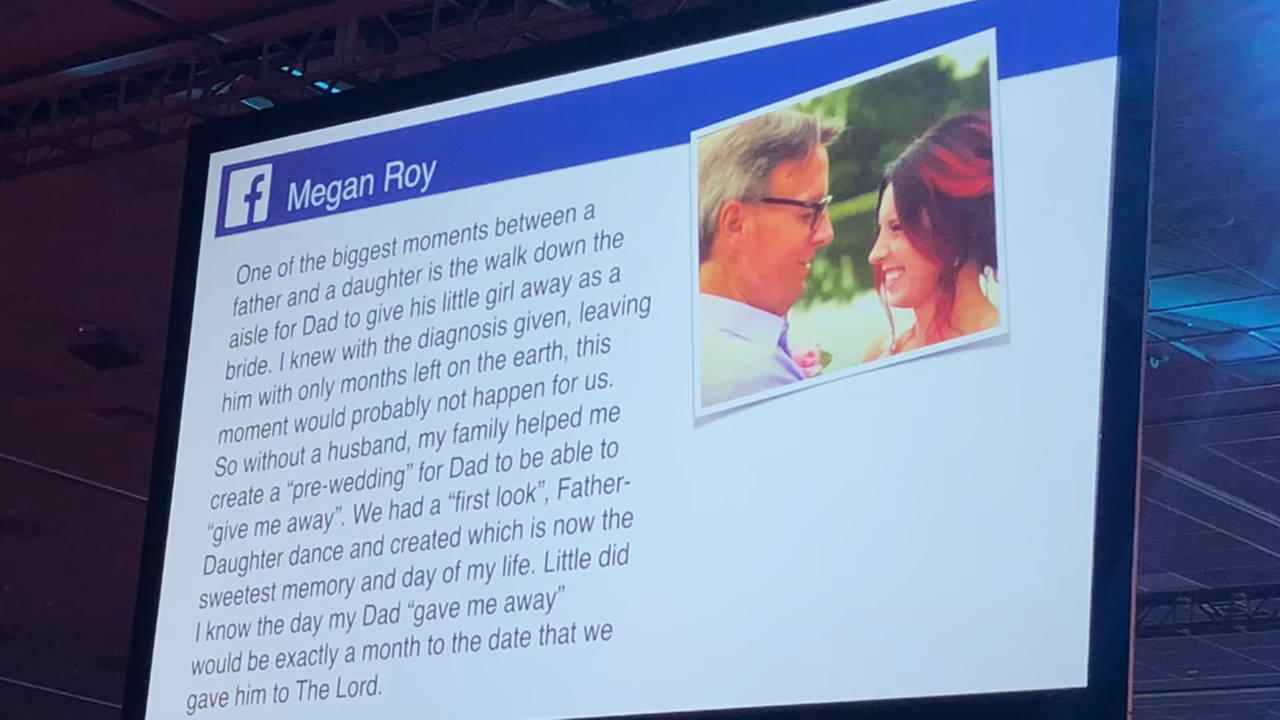 f Megan Roy
One of the biggest moments between a
father and a daughter is the walk down the
aisle for Dad to give his little girl away as a
bride. I knew with the diagnosis given, leaving
him with only months left on the earth, this
moment would probably not happen for us.
So without a husband, my family helped me
create a “pre-wedding” for Dad to be able to
“give me away”. We had a “first look”, Father-
Daughter dance and created which is now the
sweetest memory and day of my life. Little did
I know the day my Dad “gave me away”
would be exactly a month to the date that we
gave him to The Lord.